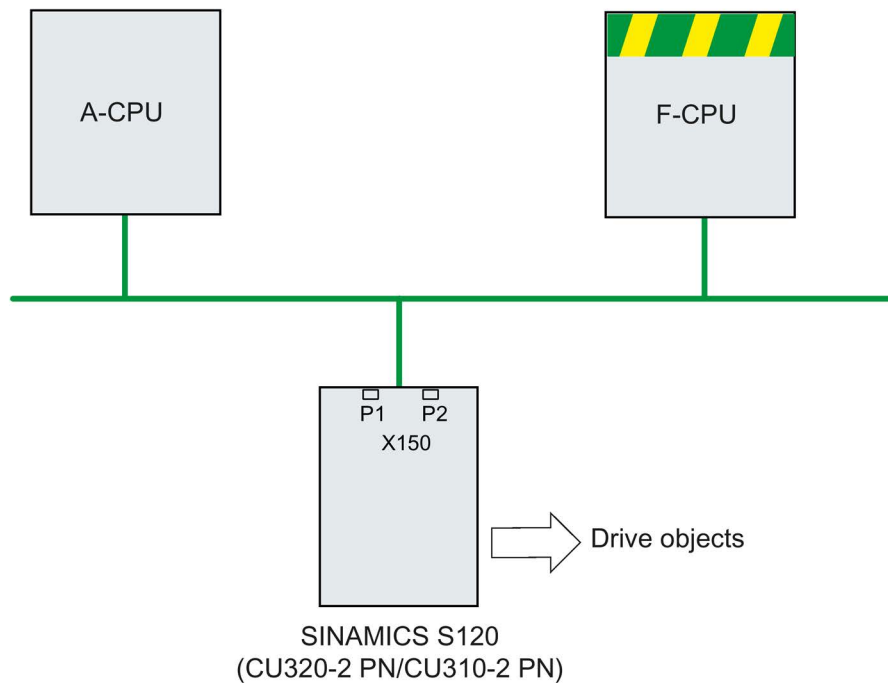 A-CPU
F-CPU
P1 P2
X150
Drive objects
SINAMICS S120
(CU320-2 PN/CU310-2 PN)